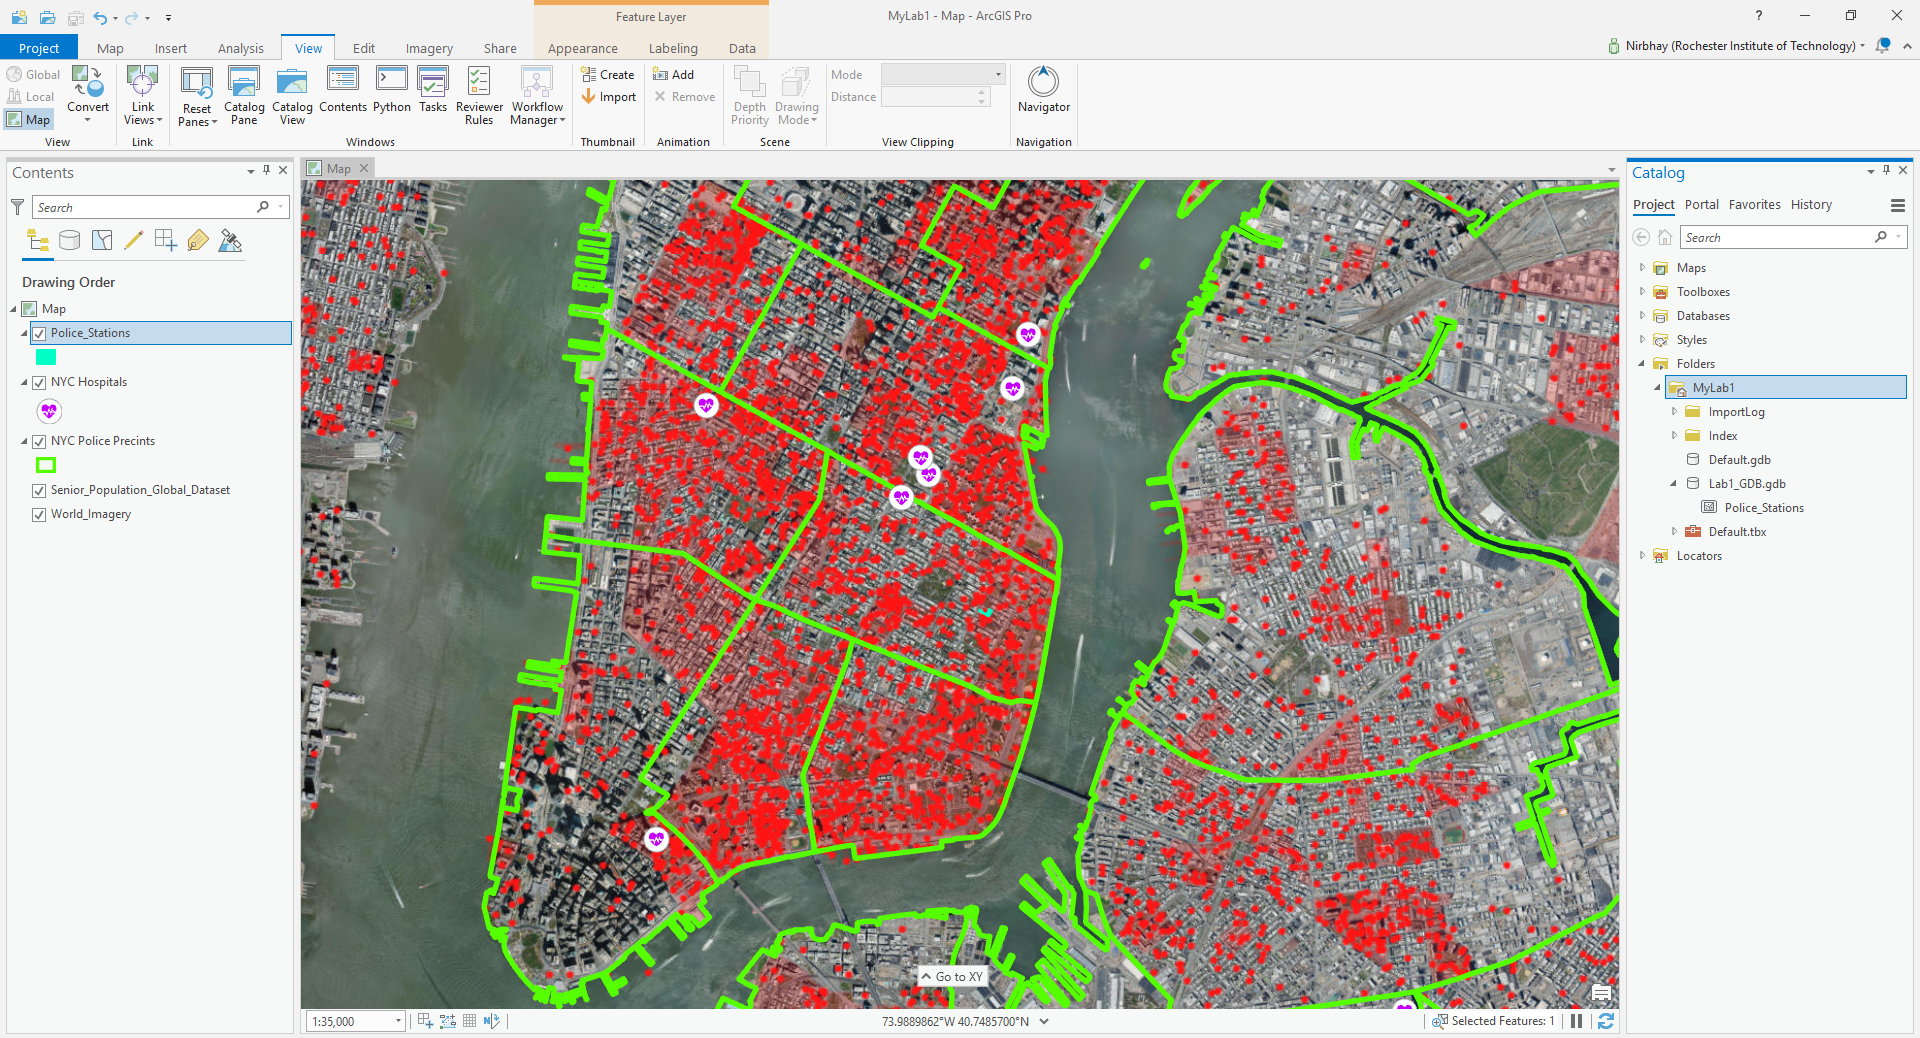 Feature Layer
MyLab1 - Map - ArcGIS Pro
?
Project Map Insert Analysis View Edit Imagery Share Appearance Labeling Data
Nirbhay (Rochester Institute of Technology)
Global
Local
Map
Convert
View
Link
Views
Link
Reset
Panes
Catalog
Pane
Catalog
View
Contents
Python
Tasks
Reviewer
Rules
Workflow
Manager
Windows
Create
Import
Thumbnail
Add
Remove
Animation
Depth
Priority
Drawing
Mode
Scene
Mode
Distance
View Clipping
Navigator
Navigation
Contents
Search
Drawing Order
Map
Police_Stations
NYC Hospitals
NYC Police Precints
Senior_Population_Global_Dataset
World_Imagery
Map
Go to XY
1:35,000
73.9889862°W 40.7485700°N
Selected Features: 1
Catalog
Project Portal Favorites History
Search
Maps
Toolboxes
Databases
Styles
Folders
MyLab1
ImportLog
Index
Default.gdb
Lab1_GDB.gdb
Police_Stations
Default.tbx
Locators